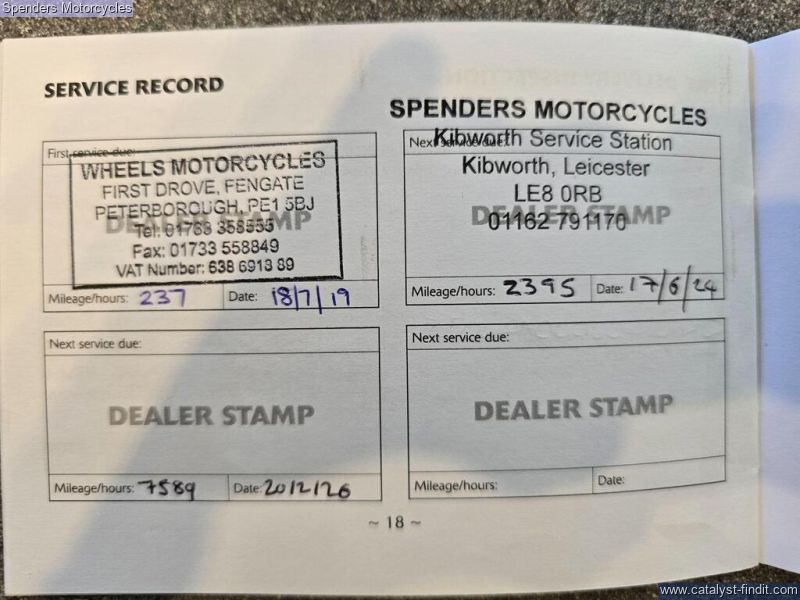 Spenders Motorcycles
SERVICE RECORD
First service due:
WHEELS MOTORCYCLES
FIRST DROVE, FENGATE
PETERBOROUGH, PE1 5BJ
Tel: 01733 358555
Fax: 01733 558849
VAT Number: 638 6913 89
DEALER STAMP
Mileage/hours: 237 Date: 18/7/19
SPENDERS MOTORCYCLES
Next service due:
Kibworth Service Station
Kibworth, Leicester
LE8 0RB
01162 791170
DEALER STAMP
Mileage/hours: 2395 Date: 17/6/24
Next service due:
DEALER STAMP
Mileage/hours: 7589 Date: 20/2/26
Next service due:
DEALER STAMP
Mileage/hours: Date:
~ 18 ~
www.catalyst-findit.com